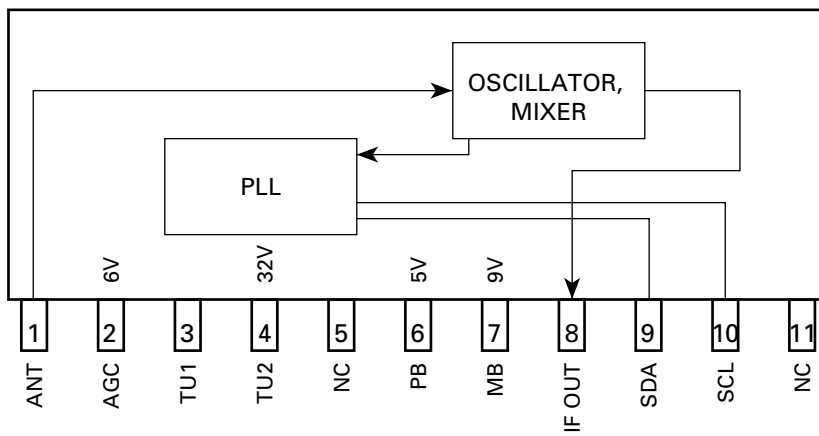 OSCILLATOR,
MIXER
PLL
6V
32V
5V
9V
1
2
3
4
5
6
7
8
9
10
11
ANT
AGC
TU1
TU2
NC
PB
MB
IF OUT
SDA
SCL
NC